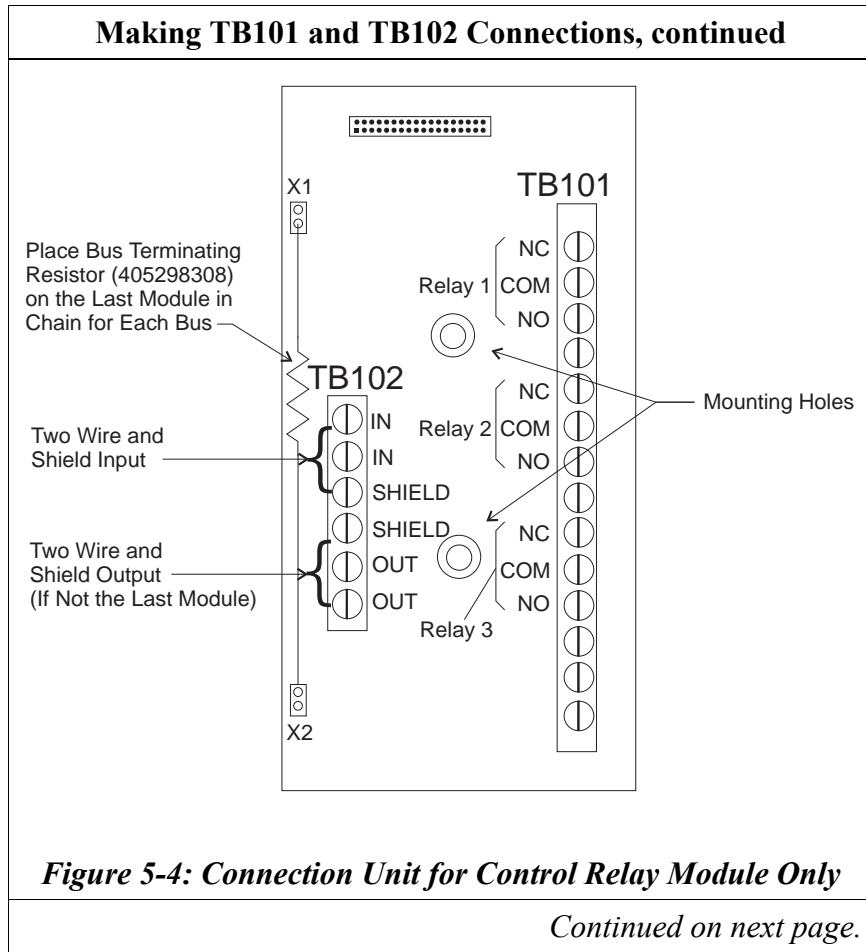 Making TB101 and TB102 Connections, continued
X1
TB101
Place Bus Terminating
Resistor (405298308)
on the Last Module in
Chain for Each Bus
NC
Relay 1 COM
NO
TB102
NC
Relay 2 COM
NO
Mounting Holes
Two Wire and
Shield Input
IN
IN
SHIELD
SHIELD
OUT
OUT
Two Wire and
Shield Output
(If Not the Last Module)
NC
COM
NO
Relay 3
X2
Figure 5-4: Connection Unit for Control Relay Module Only
Continued on next page.